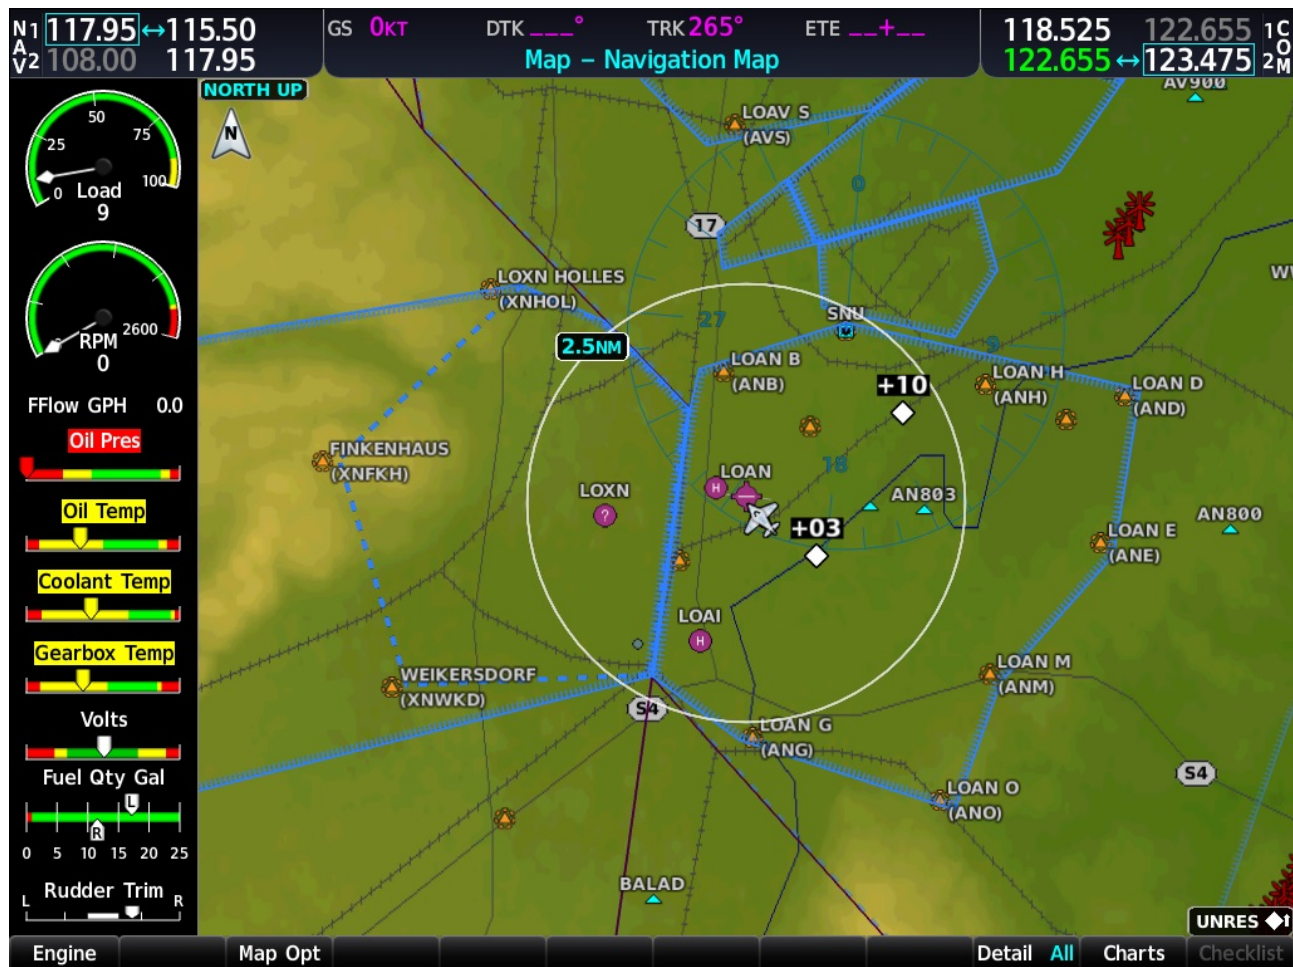 NAV 1 117.95 ↔ 115.50
2 108.00 117.95
GS 0KT DTK ___° TRK 265° ETE __+__
Map – Navigation Map
118.525 122.655 1 COM
122.655 ↔ 123.475 2
NORTH UP
N
50
25
75
0
100
Load
9
2600
RPM
0
FFlow GPH 0.0
Oil Pres
Oil Temp
Coolant Temp
Gearbox Temp
Volts
Fuel Qty Gal
L
R
0 5 10 15 20 25
Rudder Trim
L R
AV900
LOAV S
(AVS)
0
17
LOXN HOLLES
(XNHOL)
27
SNU
2.5NM
9
LOAN B
(ANB)
+10
LOAN H
(ANH)
LOAN D
(AND)
FINKENHAUS
(XNFKH)
18
LOAN
H
LOXN
?
AN803
AN800
+03
LOAN E
(ANE)
LOAI
H
WEIKERSDORF
(XNWKD)
LOAN M
(ANM)
S4
LOAN G
(ANG)
S4
LOAN O
(ANO)
BALAD
UNRES
Engine Map Opt Detail All Charts Checklist